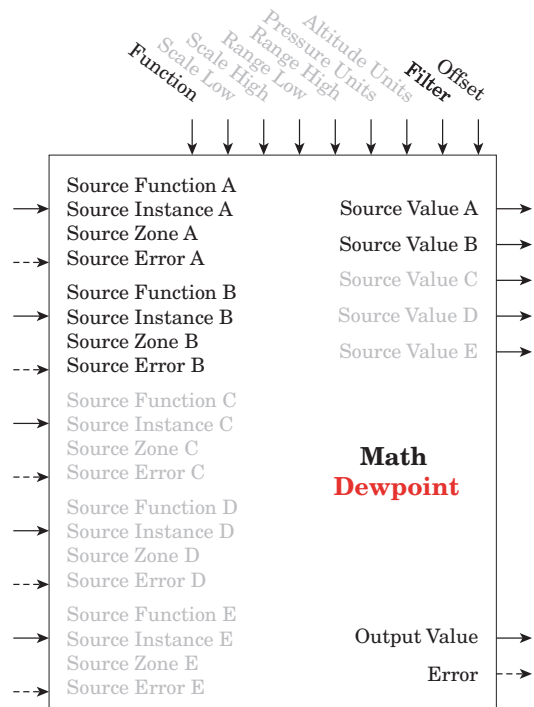 Function
Scale Low
Scale High
Range Low
Range High
Pressure Units
Altitude Units
Filter
Offset
Source Function A
Source Instance A
Source Zone A
Source Error A
Source Function B
Source Instance B
Source Zone B
Source Error B
Source Function C
Source Instance C
Source Zone C
Source Error C
Source Function D
Source Instance D
Source Zone D
Source Error D
Source Function E
Source Instance E
Source Zone E
Source Error E
Source Value A
Source Value B
Source Value C
Source Value D
Source Value E
Math
Dewpoint
Output Value
Error